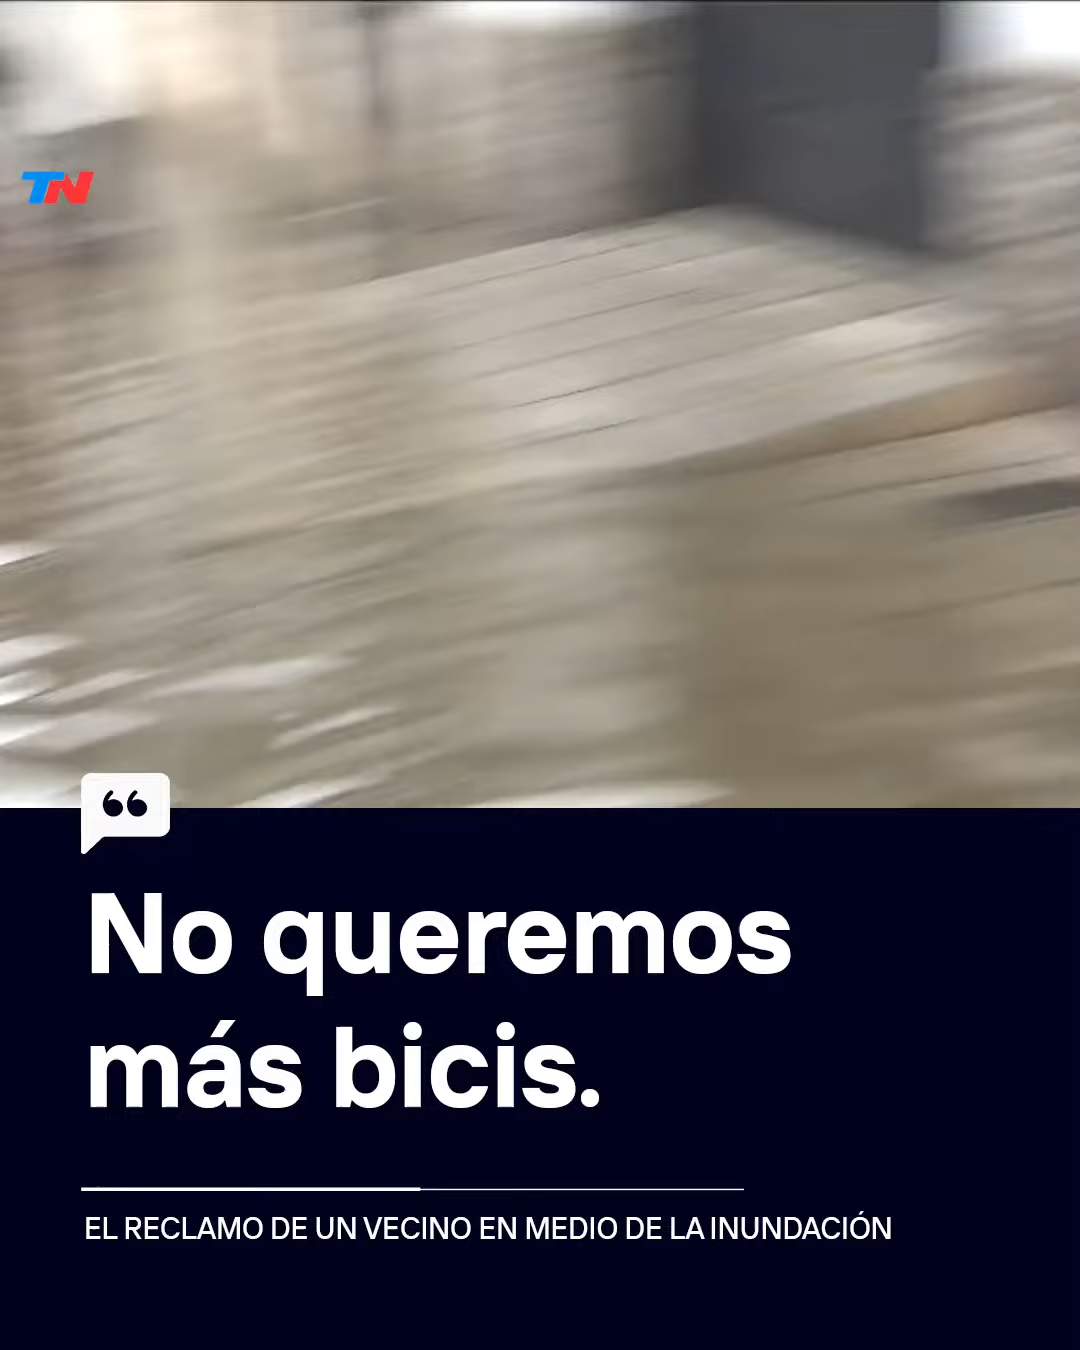 TN
No queremos
más bicis.
EL RECLAMO DE UN VECINO EN MEDIO DE LA INUNDACIÓN